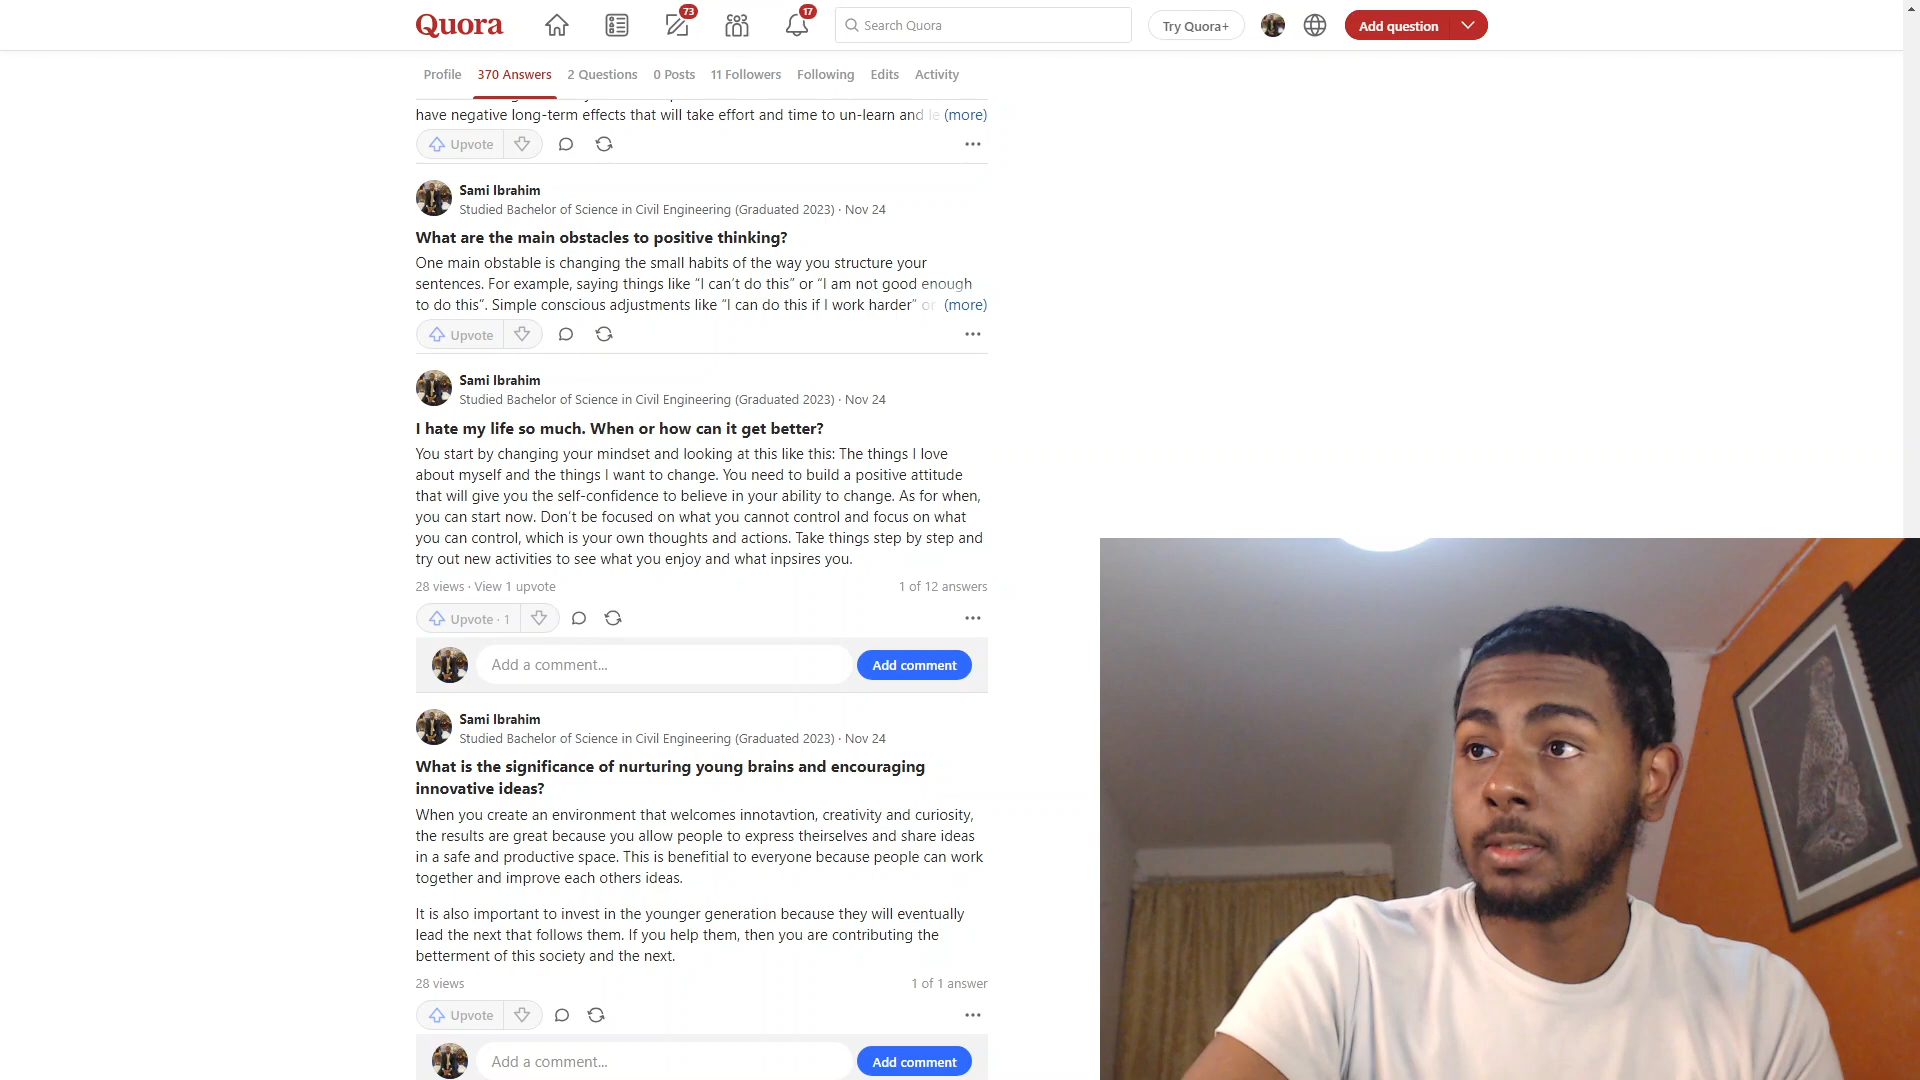 Quora
73
17
Search Quora
Try Quora+
Add question
Profile
370 Answers
2 Questions
0 Posts
11 Followers
Following
Edits
Activity
have negative long-term effects that will take effort and time to un-learn and le (more)
Upvote
Sami Ibrahim
Studied Bachelor of Science in Civil Engineering (Graduated 2023) · Nov 24
What are the main obstacles to positive thinking?
One main obstable is changing the small habits of the way you structure your
sentences. For example, saying things like “I can’t do this” or “I am not good enough
to do this”. Simple conscious adjustments like “I can do this if I work harder” or (more)
Upvote
Sami Ibrahim
Studied Bachelor of Science in Civil Engineering (Graduated 2023) · Nov 24
I hate my life so much. When or how can it get better?
You start by changing your mindset and looking at this like this: The things I love
about myself and the things I want to change. You need to build a positive attitude
that will give you the self-confidence to believe in your ability to change. As for when,
you can start now. Don’t be focused on what you cannot control and focus on what
you can control, which is your own thoughts and actions. Take things step by step and
try out new activities to see what you enjoy and what inpsires you.
28 views · View 1 upvote
1 of 12 answers
Upvote · 1
Add a comment...
Add comment
Sami Ibrahim
Studied Bachelor of Science in Civil Engineering (Graduated 2023) · Nov 24
What is the significance of nurturing young brains and encouraging
innovative ideas?
When you create an environment that welcomes innotavtion, creativity and curiosity,
the results are great because you allow people to express theirselves and share ideas
in a safe and productive space. This is benefitial to everyone because people can work
together and improve each others ideas.
It is also important to invest in the younger generation because they will eventually
lead the next that follows them. If you help them, then you are contributing the
betterment of this society and the next.
28 views
1 of 1 answer
Upvote
Add a comment...
Add comment